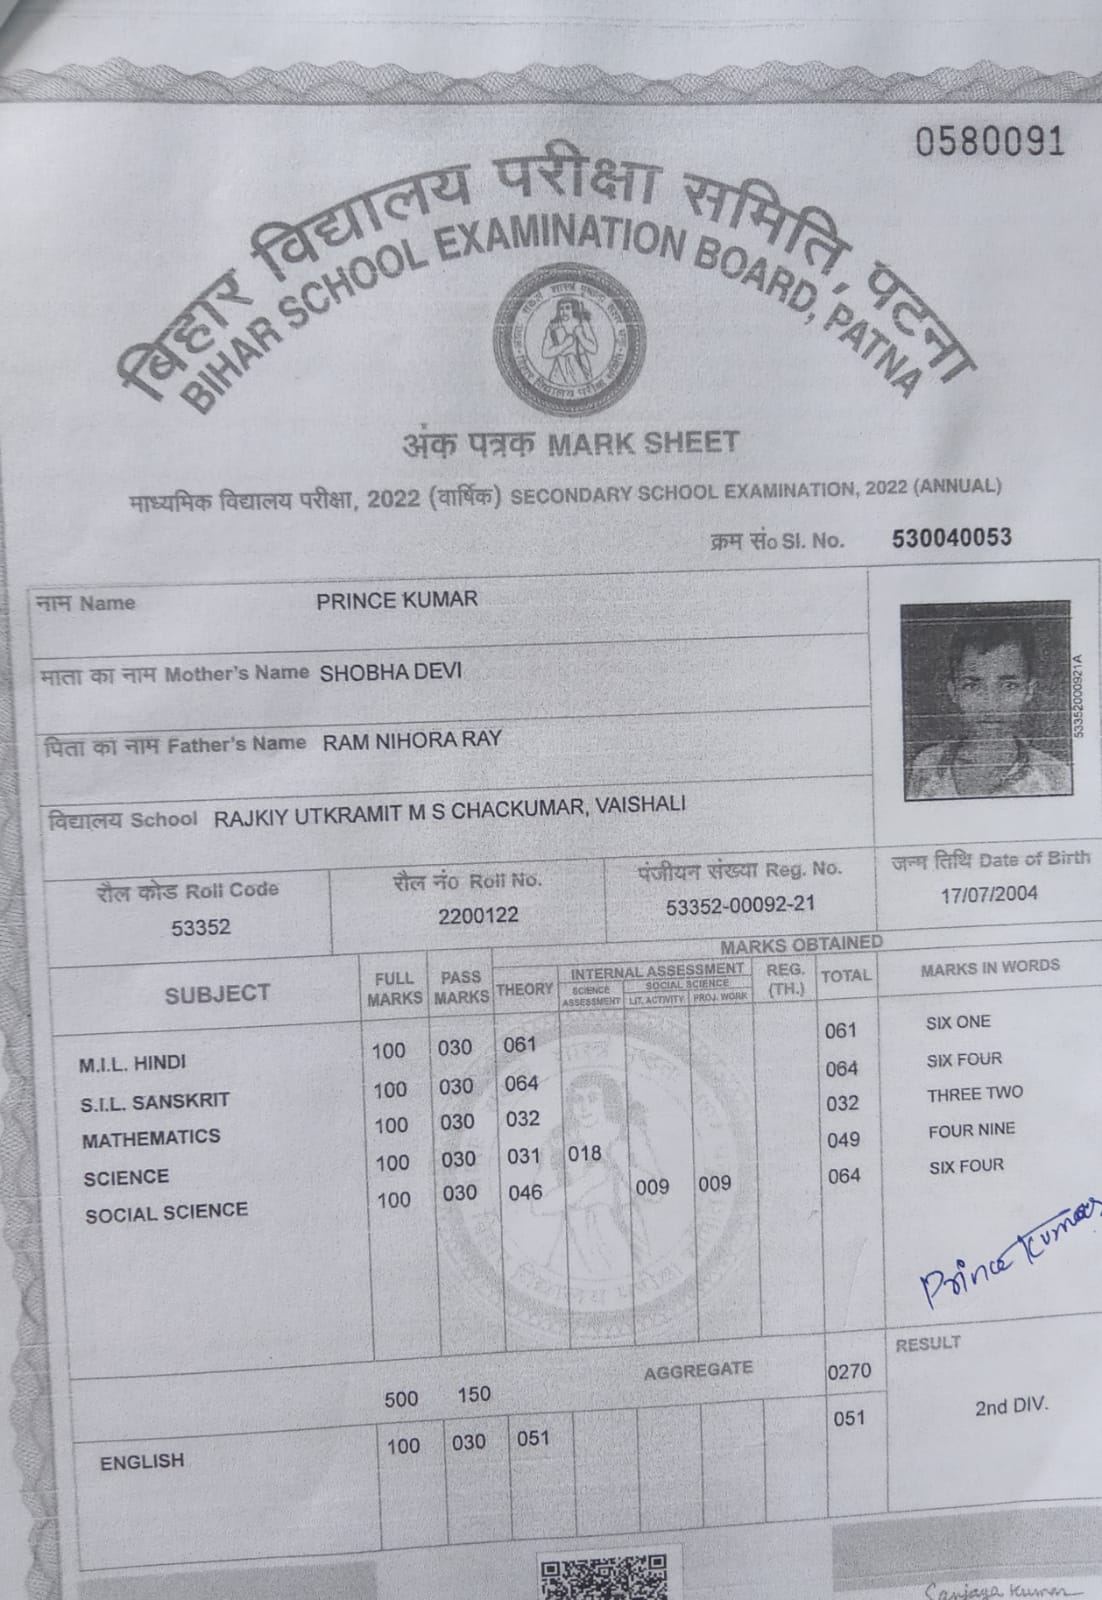 0580091
बिहार विद्यालय परीक्षा समिति, पटना
BIHAR SCHOOL EXAMINATION BOARD, PATNA
अंक पत्रक MARK SHEET
माध्यमिक विद्यालय परीक्षा, 2022 (वार्षिक) SECONDARY SCHOOL EXAMINATION, 2022 (ANNUAL)
क्रम सं० Sl. No. 530040053
नाम Name PRINCE KUMAR
माता का नाम Mother's Name SHOBHA DEVI
53352000921A
पिता का नाम Father's Name RAM NIHORA RAY
विद्यालय School RAJKIY UTKRAMIT M S CHACKUMAR, VAISHALI
रौल कोड Roll Code रौल नं० Roll No. पंजीयन संख्या Reg. No. जन्म तिथि Date of Birth
53352 2200122 53352-00092-21 17/07/2004
MARKS OBTAINED
SUBJECT FULL MARKS PASS MARKS THEORY INTERNAL ASSESSMENT REG. (TH.) TOTAL MARKS IN WORDS
SCIENCE ASSESSMENT SOCIAL SCIENCE
LIT. ACTIVITY PROJ. WORK
M.I.L. HINDI 100 030 061 061 SIX ONE
S.I.L. SANSKRIT 100 030 064 064 SIX FOUR
MATHEMATICS 100 030 032 032 THREE TWO
SCIENCE 100 030 031 018 049 FOUR NINE
SOCIAL SCIENCE 100 030 046 009 009 064 SIX FOUR
Prince Kumar
AGGREGATE RESULT
500 150 0270 2nd DIV.
ENGLISH 100 030 051 051
Sanjaya Kumar